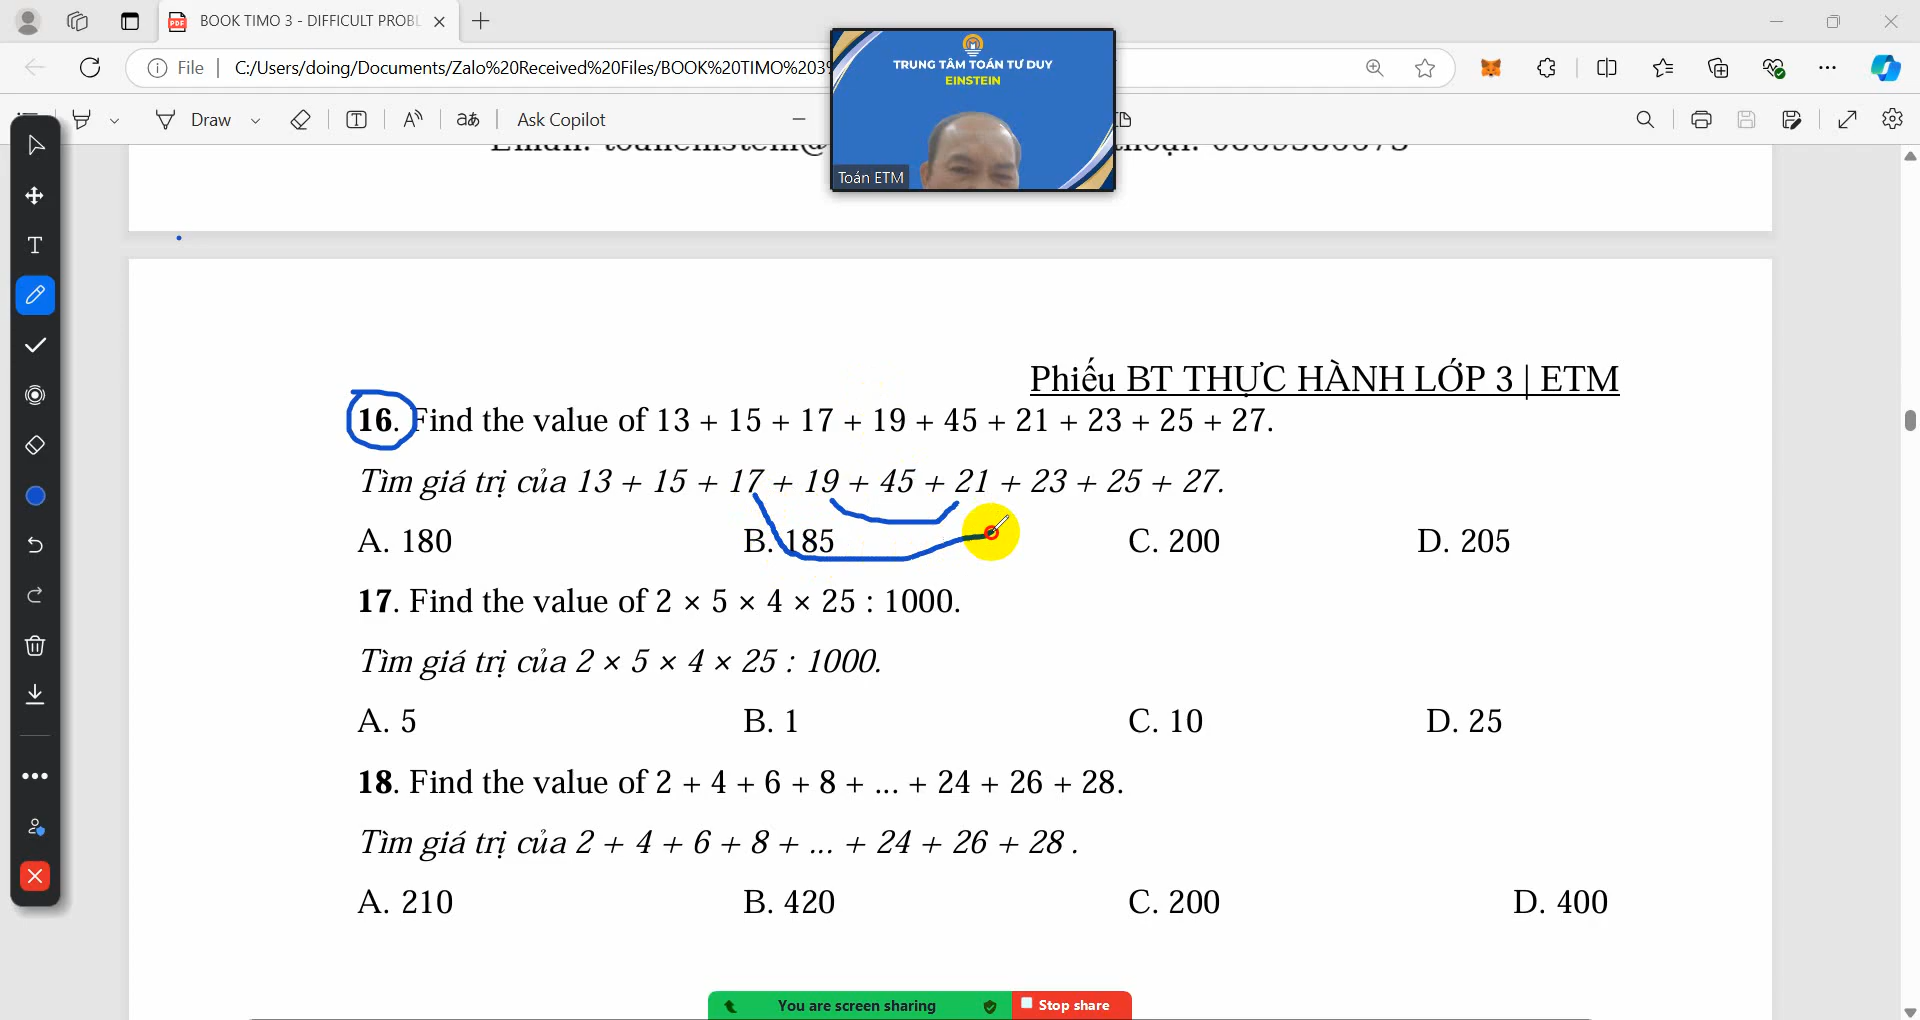 BOOK TIMO 3 - DIFFICULT PROBL
File
C:/Users/doing/Documents/Zalo%20Received%20Files/BOOK%20TIMO%203
Draw
Ask Copilot
TRUNG TÂM TOÁN TƯ DUY
EINSTEIN
Toán ETM
Phiếu BT THỰC HÀNH LỚP 3 | ETM
16. Find the value of 13 + 15 + 17 + 19 + 45 + 21 + 23 + 25 + 27.
Tìm giá trị của 13 + 15 + 17 + 19 + 45 + 21 + 23 + 25 + 27.
A. 180 B. 185 C. 200 D. 205
17. Find the value of 2 × 5 × 4 × 25 : 1000.
Tìm giá trị của 2 × 5 × 4 × 25 : 1000.
A. 5 B. 1 C. 10 D. 25
18. Find the value of 2 + 4 + 6 + 8 + ... + 24 + 26 + 28.
Tìm giá trị của 2 + 4 + 6 + 8 + ... + 24 + 26 + 28 .
A. 210 B. 420 C. 200 D. 400
You are screen sharing
Stop share